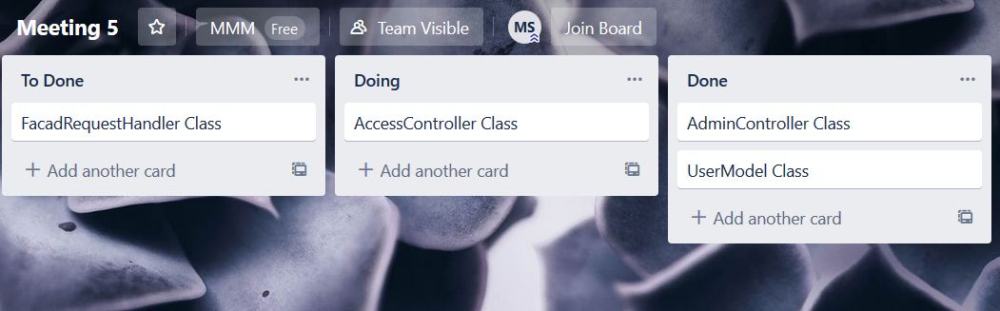 Meeting 5 MMM Free Team Visible MS Join Board
To Done
FacadRequestHandler Class
Add another card
Doing
AccessController Class
Add another card
Done
AdminController Class
UserModel Class
Add another card